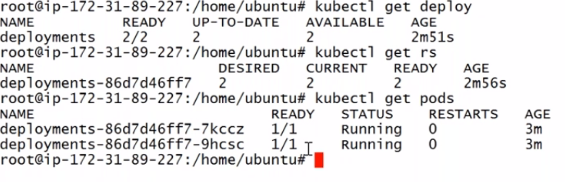 root@ip-172-31-89-227:/home/ubuntu# kubectl get deploy
NAME READY UP-TO-DATE AVAILABLE AGE
deployments 2/2 2 2 2m51s
root@ip-172-31-89-227:/home/ubuntu# kubectl get rs
NAME DESIRED CURRENT READY AGE
deployments-86d7d46ff7 2 2 2 2m56s
root@ip-172-31-89-227:/home/ubuntu# kubectl get pods
NAME READY STATUS RESTARTS AGE
deployments-86d7d46ff7-7kccz 1/1 Running 0 3m
deployments-86d7d46ff7-9hcsc 1/1 Running 0 3m
root@ip-172-31-89-227:/home/ubuntu#